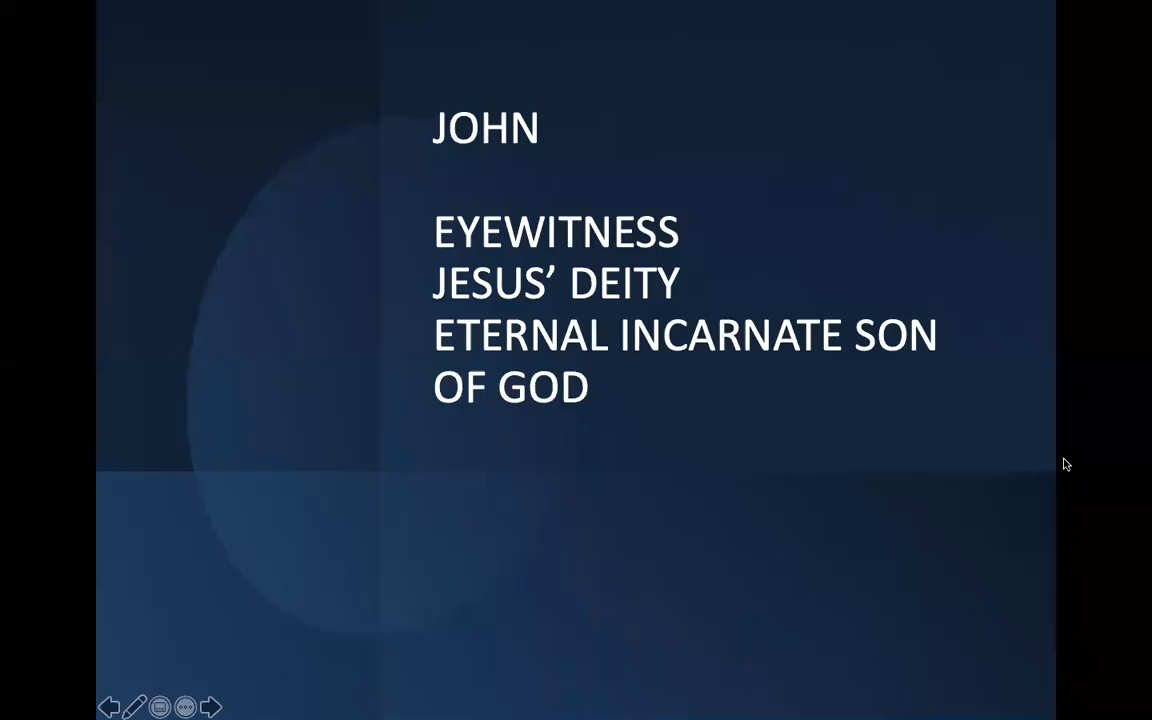 JOHN
EYEWITNESS
JESUS’ DEITY
ETERNAL INCARNATE SON
OF GOD